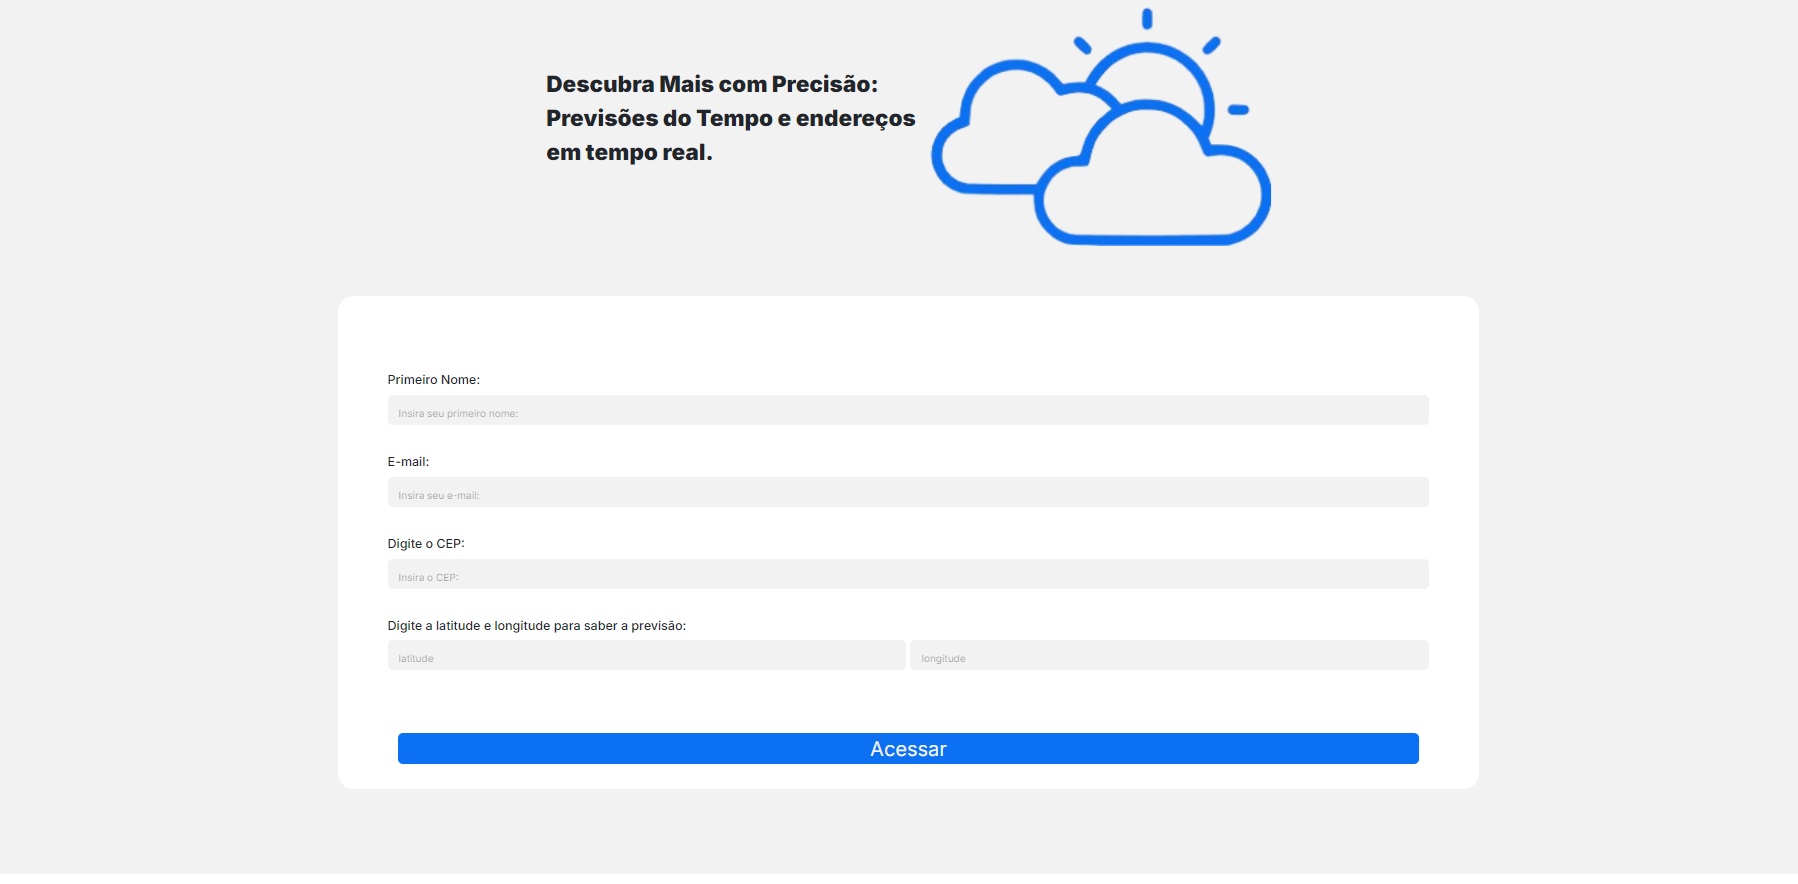 Descubra Mais com Precisão:
Previsões do Tempo e endereços
em tempo real.
Primeiro Nome:
Insira seu primeiro nome:
E-mail:
Insira seu e-mail:
Digite o CEP:
Insira o CEP:
Digite a latitude e longitude para saber a previsão:
latitude longitude
Acessar